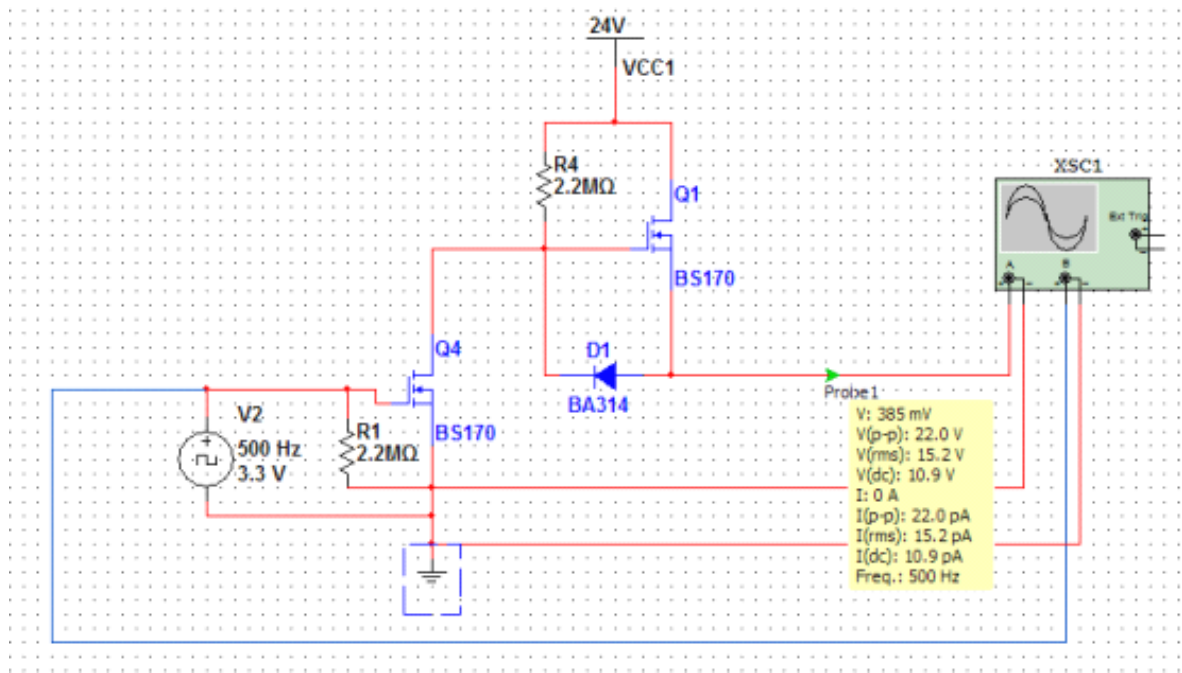 24V
VCC1
R4
2.2MΩ
Q1
BS170
XSC1
Ext Trig
A
B
Q4
BS170
D1
BA314
Probe1
V2
500 Hz
3.3 V
R1
2.2MΩ
V: 385 mV
V(p-p): 22.0 V
V(rms): 15.2 V
V(dc): 10.9 V
I: 0 A
I(p-p): 22.0 pA
I(rms): 15.2 pA
I(dc): 10.9 pA
Freq.: 500 Hz